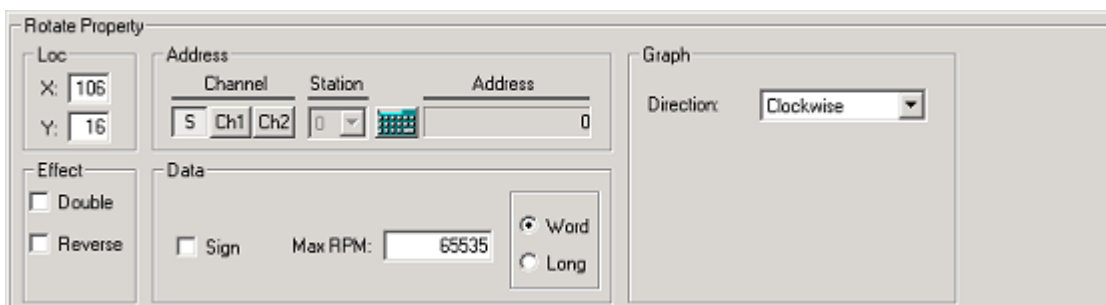 Rotate Property
Loc
X: 106
Y: 16
Address
Channel Station Address
S Ch1 Ch2 0 0
Graph
Direction: Clockwise
Effect
Double
Reverse
Data
Sign Max RPM: 65535
Word
Long